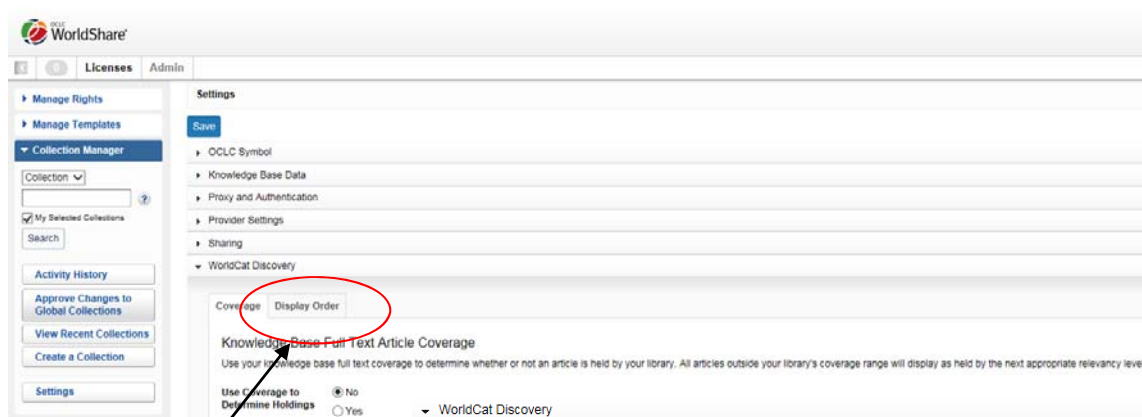 OCLC
WorldShare®
0 Licenses Admin
Manage Rights
Manage Templates
Collection Manager
Collection
?
My Selected Collections
Search
Activity History
Approve Changes to
Global Collections
View Recent Collections
Create a Collection
Settings
Settings
Save
OCLC Symbol
Knowledge Base Data
Proxy and Authentication
Provider Settings
Sharing
WorldCat Discovery
Coverage Display Order
Knowledge Base Full Text Article Coverage
Use your knowledge base full text coverage to determine whether or not an article is held by your library. All articles outside your library's coverage range will display as held by the next appropriate relevancy leve
Use Coverage to
Determine Holdings
No
Yes
WorldCat Discovery